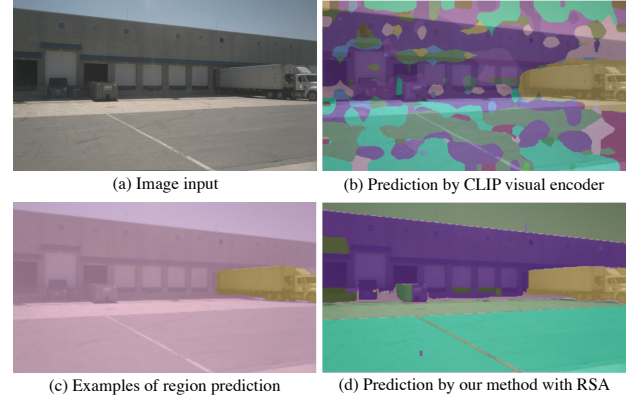 (a) Image input
(b) Prediction by CLIP visual encoder
(c) Examples of region prediction
(d) Prediction by our method with RSA